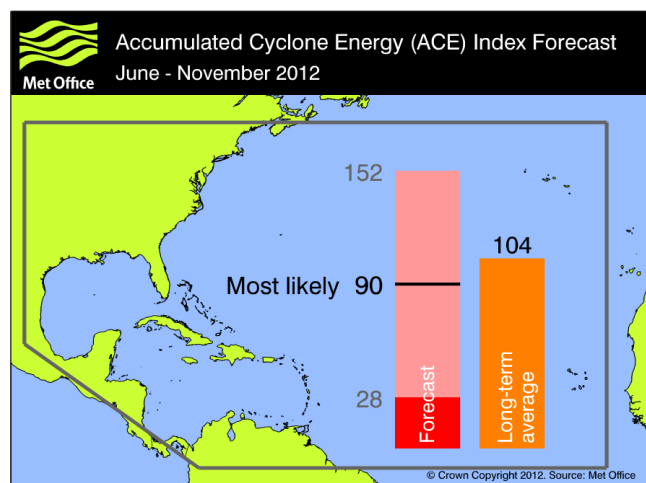 Met Office
Accumulated Cyclone Energy (ACE) Index Forecast
June - November 2012
152
104
Most likely 90
28
Forecast
Long-term
average
© Crown Copyright 2012. Source: Met Office